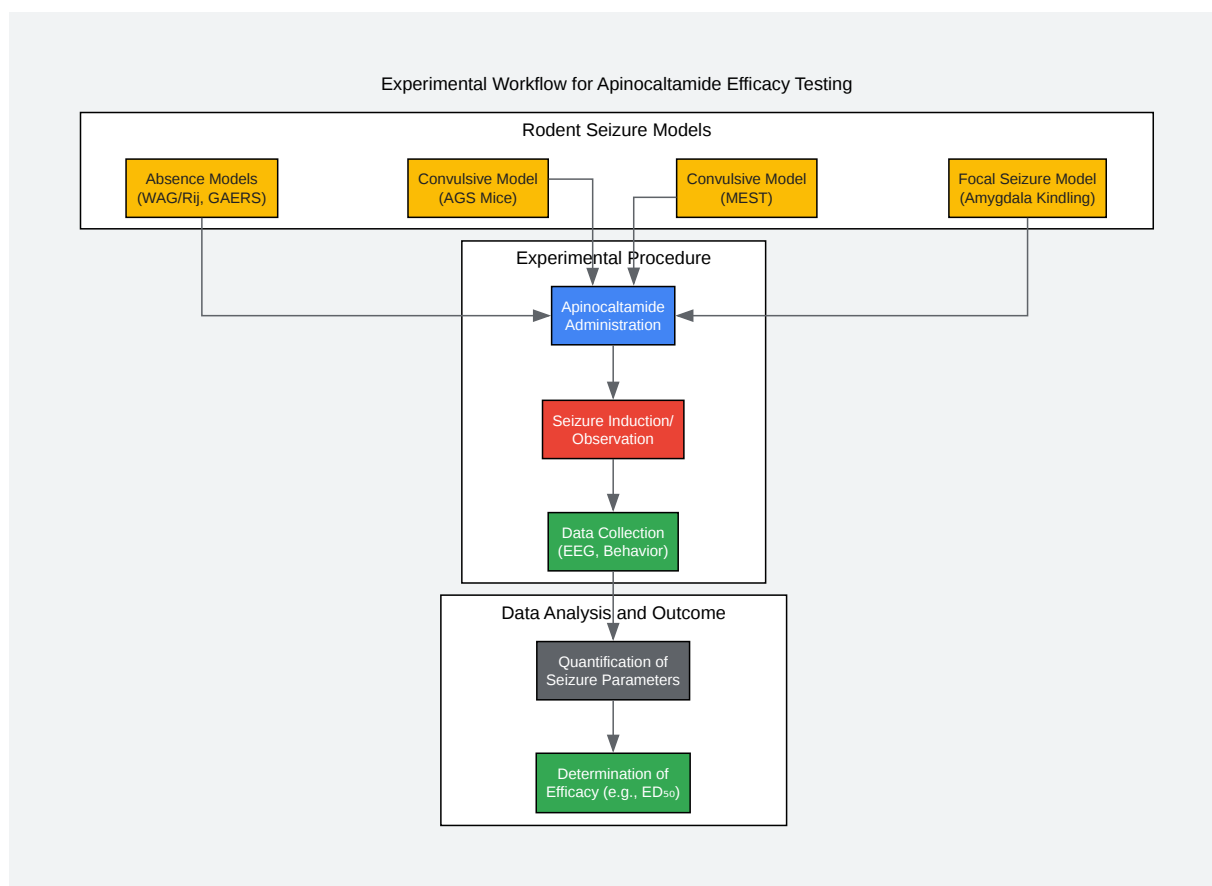 Experimental Workflow for Apinocaltamide Efficacy Testing
Rodent Seizure Models
Absence Models
(WAG/Rij, GAERS)
Convulsive Model
(AGS Mice)
Convulsive Model
(MEST)
Focal Seizure Model
(Amygdala Kindling)
Experimental Procedure
Apinocaltamide
Administration
Seizure Induction/
Observation
Data Collection
(EEG, Behavior)
Data Analysis and Outcome
Quantification of
Seizure Parameters
Determination of
Efficacy (e.g., ED₅₀)